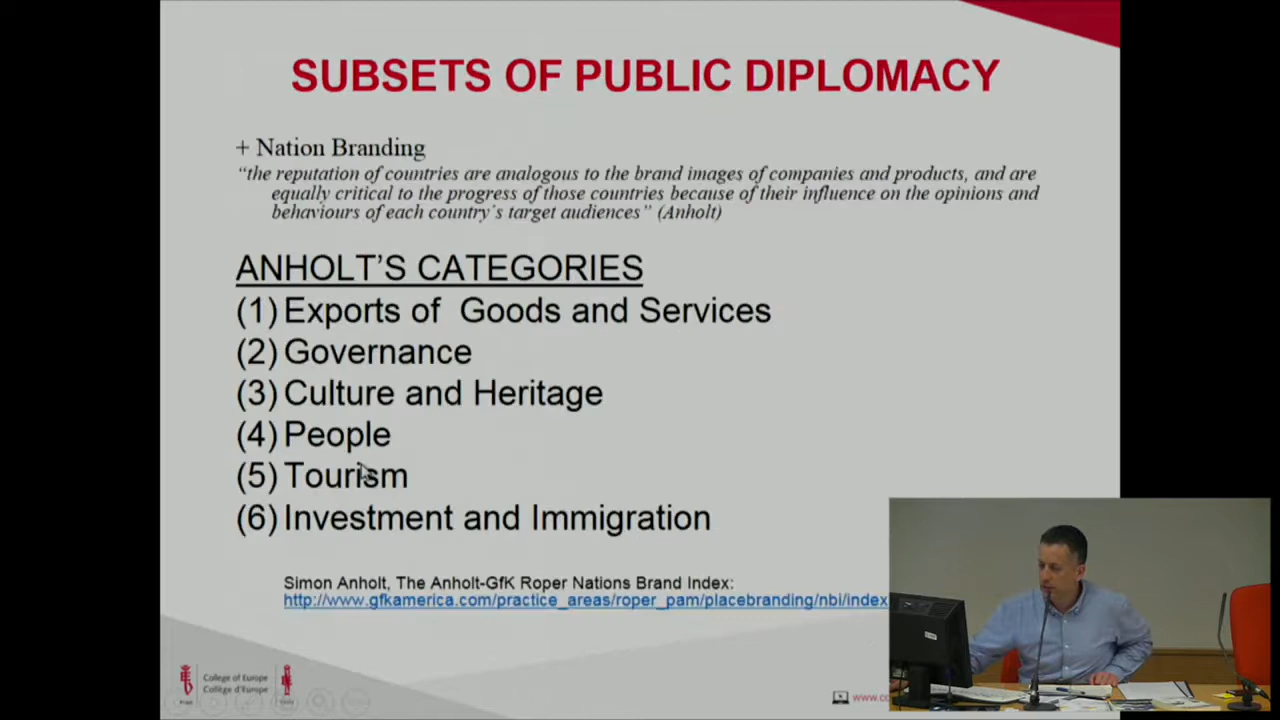 SUBSETS OF PUBLIC DIPLOMACY
+ Nation Branding
“the reputation of countries are analogous to the brand images of companies and products, and are
equally critical to the progress of those countries because of their influence on the opinions and
behaviours of each country’s target audiences” (Anholt)
ANHOLT’S CATEGORIES
(1) Exports of Goods and Services
(2) Governance
(3) Culture and Heritage
(4) People
(5) Tourism
(6) Investment and Immigration
Simon Anholt, The Anholt-GfK Roper Nations Brand Index:
http://www.gfkamerica.com/practice_areas/roper_pam/placebranding/nbi/index
College of Europe
Collège d'Europe
www.co